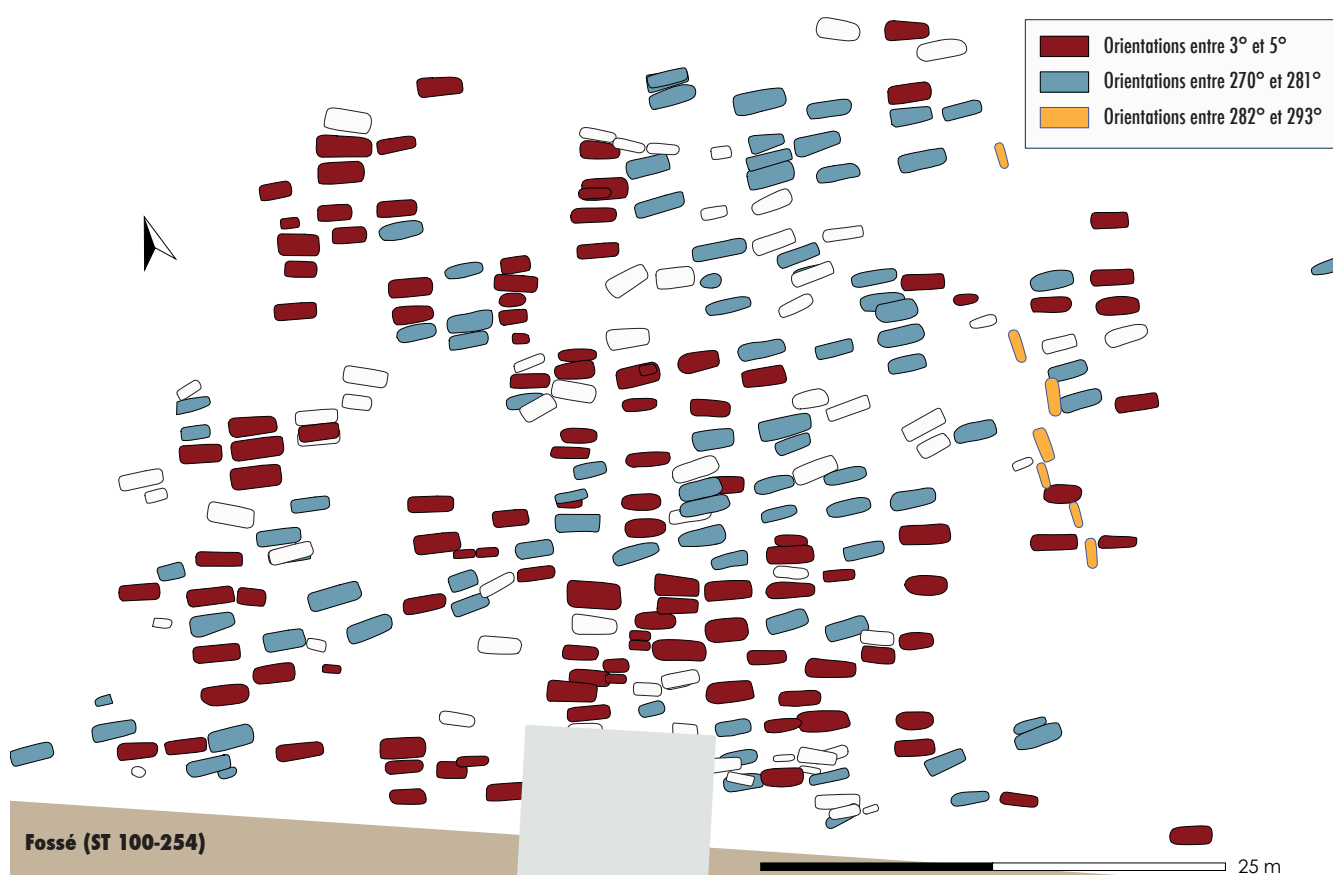 Orientations entre 3° et 5°
Orientations entre 270° et 281°
Orientations entre 282° et 293°
Fossé (ST 100-254)
25 m